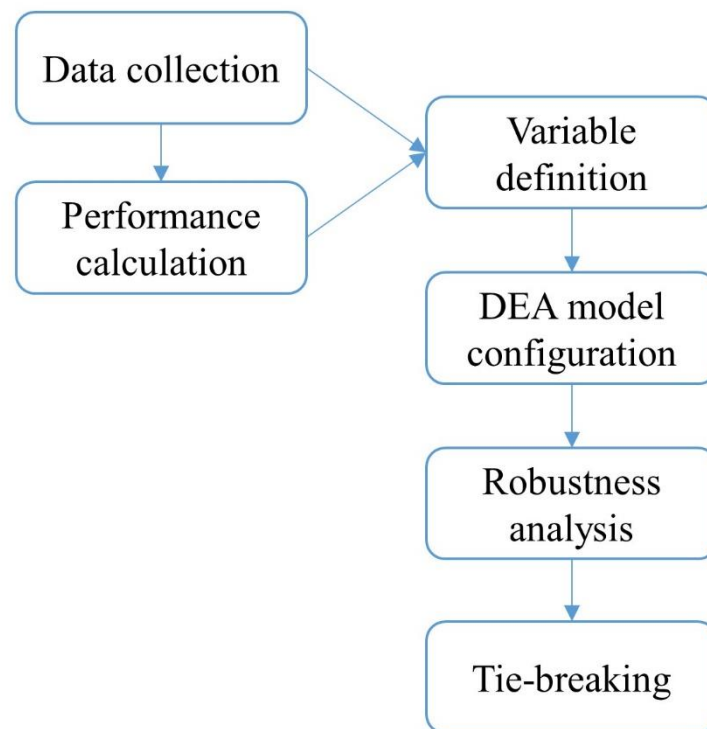 Data collection
Performance
calculation
Variable
definition
DEA model
configuration
Robustness
analysis
Tie-breaking